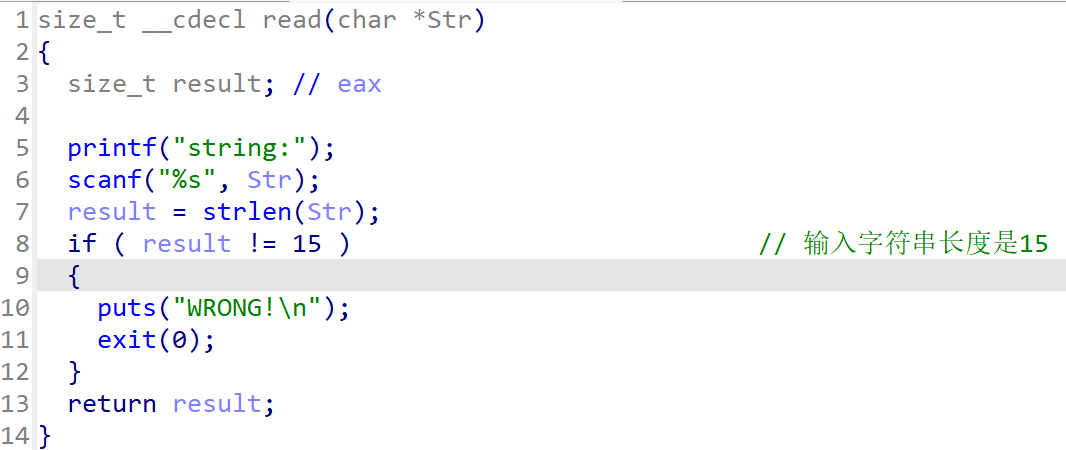 1 size_t __cdecl read(char *Str)
2 {
3   size_t result; // eax
4
5   printf("string:");
6   scanf("%s", Str);
7   result = strlen(Str);
8   if ( result != 15 )                           // 输入字符串长度是15
9   {
10     puts("WRONG!\n");
11     exit(0);
12   }
13   return result;
14 }